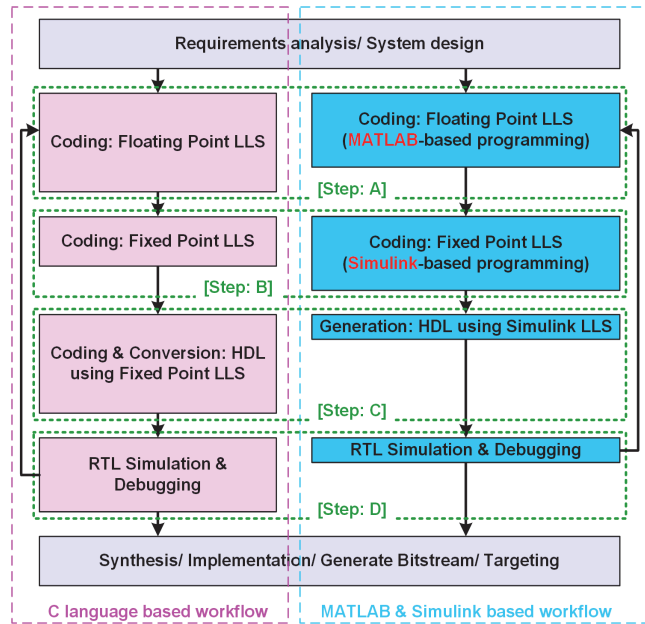 Requirements analysis/ System design
Coding: Floating Point LLS
Coding: Floating Point LLS
(MATLAB-based programming)
[Step: A]
Coding: Fixed Point LLS
Coding: Fixed Point LLS
(Simulink-based programming)
[Step: B]
Coding & Conversion: HDL
using Fixed Point LLS
Generation: HDL using Simulink LLS
[Step: C]
RTL Simulation &
Debugging
RTL Simulation & Debugging
[Step: D]
Synthesis/ Implementation/ Generate Bitstream/ Targeting
C language based workflow
MATLAB & Simulink based workflow